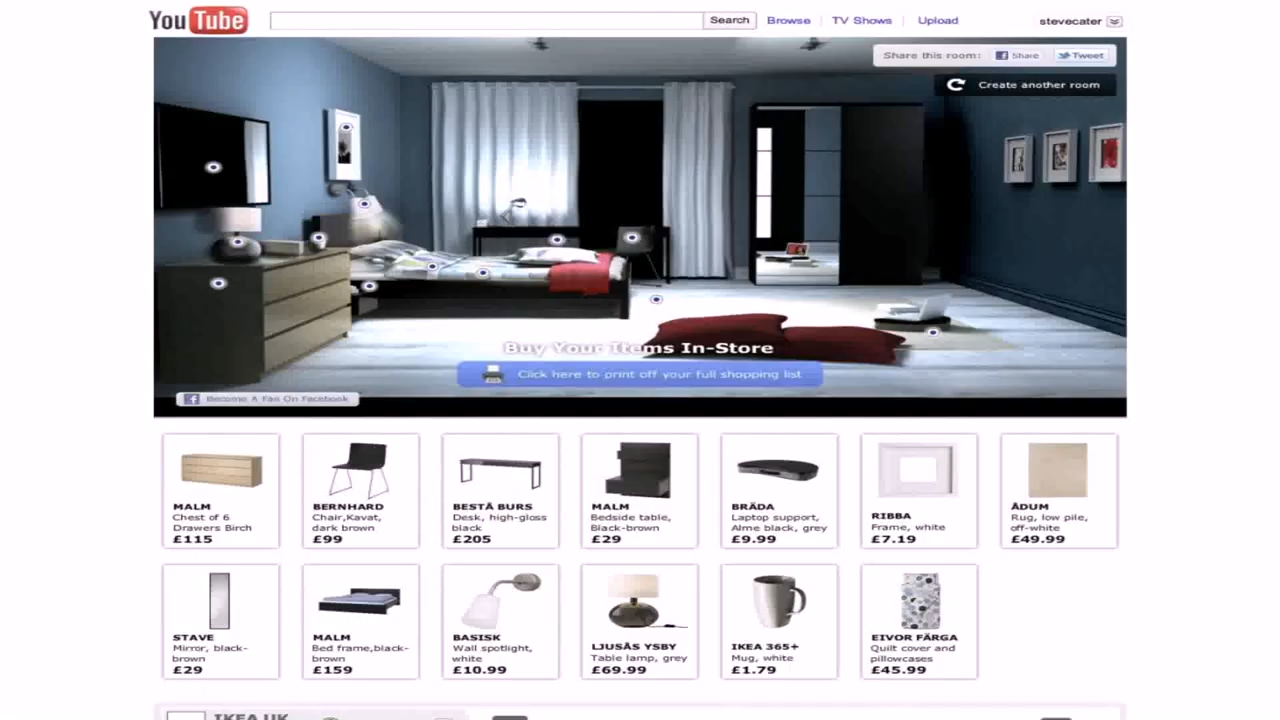 YouTube
Search
Browse
TV Shows
Upload
stevecater
Share this room:
Share
Tweet
Create another room
Buy Your Items In-Store
Click here to print off your full shopping list
Become A Fan On Facebook
MALM
Chest of 6
Drawers Birch
£115
BERNHARD
Chair,Kavat,
dark brown
£99
BESTÅ BURS
Desk, high-gloss
black
£205
MALM
Bedside table,
Black-brown
£29
BRÄDA
Laptop support,
Alme black, grey
£9.99
RIBBA
Frame, white
£7.19
ÅDUM
Rug, low pile,
off-white
£49.99
STAVE
Mirror, black-
brown
£29
MALM
Bed frame,black-
brown
£159
BASISK
Wall spotlight,
white
£10.99
LJUSÅS YSBY
Table lamp, grey
£69.99
IKEA 365+
Mug, white
£1.79
EIVOR FÄRGA
Quilt cover and
pillowcases
£45.99
IKEA UK